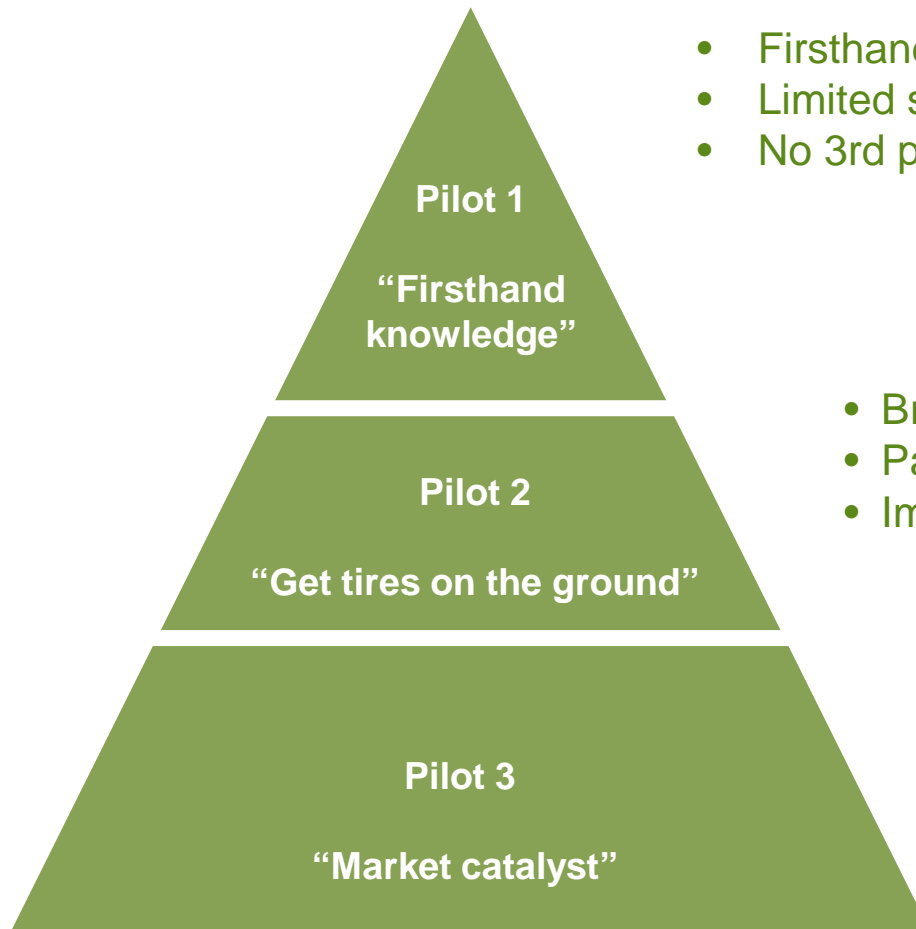 • Firsthand
• Limited
• No 3rd
Pilot 1
“Firsthand
knowledge”
Pilot 2
“Get tires on the ground”
Pilot 3
“Market catalyst”